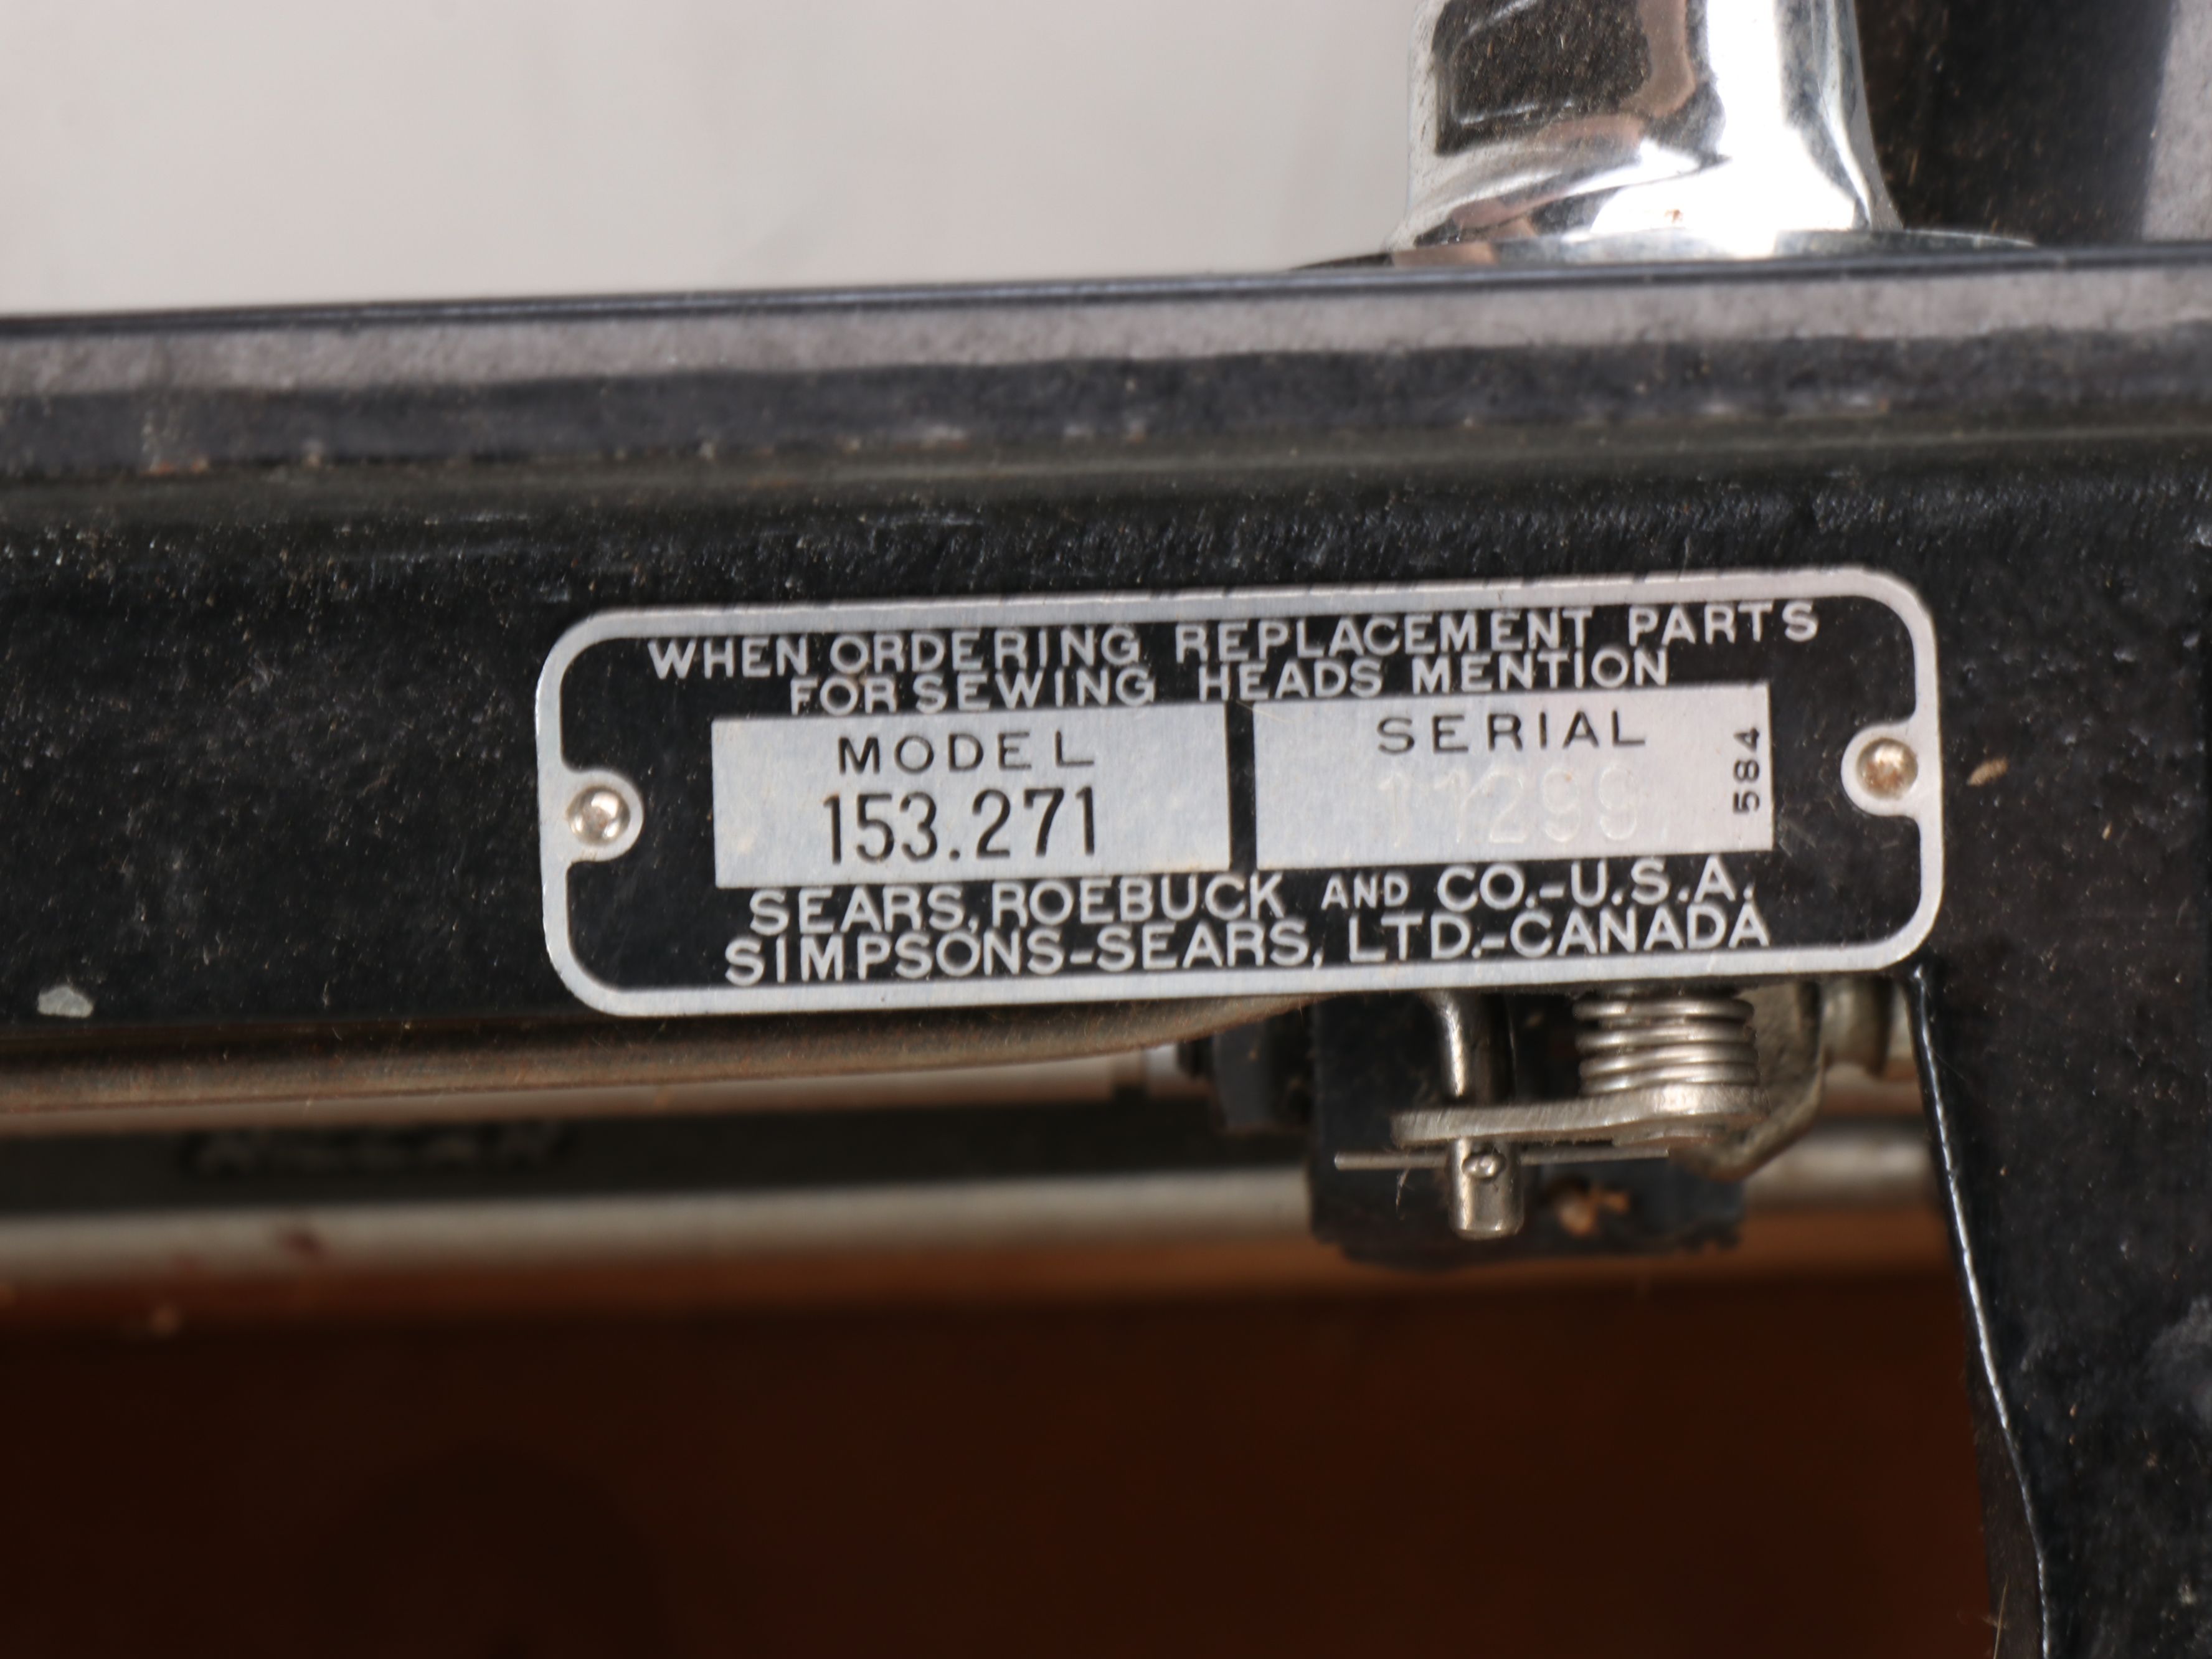 WHEN ORDERING REPLACEMENT PARTS
FOR SEWING HEADS MENTION
MODEL
153.271
SERIAL
11299
584
SEARS, ROEBUCK AND CO.-U.S.A.
SIMPSONS-SEARS, LTD.-CANADA